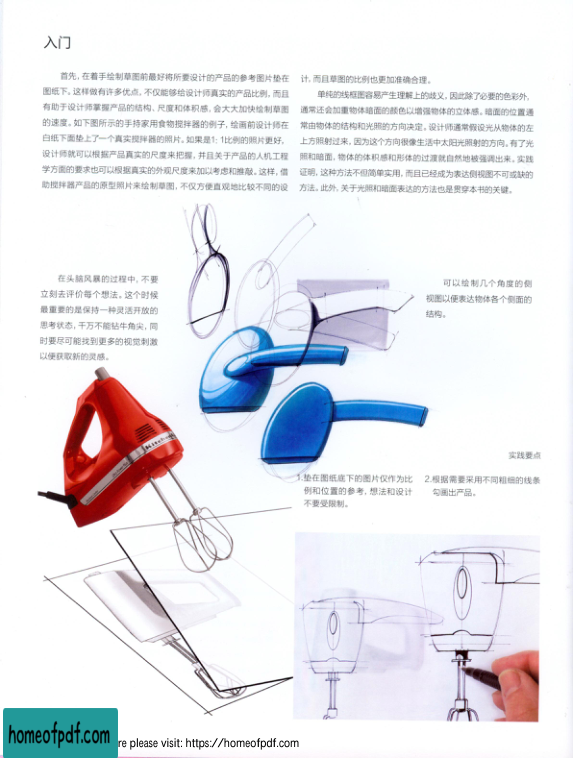 入门
首先，在着手绘制草图前最好将所要设计的产品的参考图片垫在
图纸下。这样做有许多优点，不仅能够给设计师真实的产品比例，而且
有助于设计师掌握产品的结构、尺度和体积感，会大大加快绘制草图
的速度。如下图所示的手持家用食物搅拌器的例子，绘画前设计师在
白纸下面垫上了一个真实搅拌器的照片。如果是1:1比例的照片更好，
设计师就可以根据产品真实的尺度来把握，并且关于产品的人机工程
学方面的要求也可以根据真实的外观尺度来加以考虑和推敲。这样，借
助搅拌器产品的原型照片来绘制草图，不仅方便直观地比较不同的设
计，而且草图的比例也更加准确合理。
单纯的线框图容易产生理解上的歧义，因此除了必要的色彩外，
通常还会加重物体暗面的颜色以增强物体的立体感。暗面的位置通
常由物体的结构和光照的方向决定，设计师通常假设光从物体的左
上方照射过来，因为这个方向很像生活中太阳光照射的方向。有了光
照和暗面，物体的体积感和形体的过渡就自然地被强调出来。实践
证明，这种方法不但简单实用，而且已经成为表达侧视图不可或缺的
方法。此外，关于光照和暗面表达的方法也是贯穿本书的关键。
在头脑风暴的过程中，不要
立刻去评价每个想法。这个时候
最重要的是保持一种灵活开放的
思考状态，千万不能钻牛角尖，同
时要尽可能找到更多的视觉刺激
以便获取新的灵感。
可以绘制几个角度的侧
视图以便表达物体各个侧面的
结构。
KitchenAid
实践要点
1.垫在图纸底下的图片仅作为比
例和位置的参考，想法和设计
不要受限制。
2.根据需要采用不同粗细的线条
勾画出产品。
homeofpdf.com
re please visit: https://homeofpdf.com